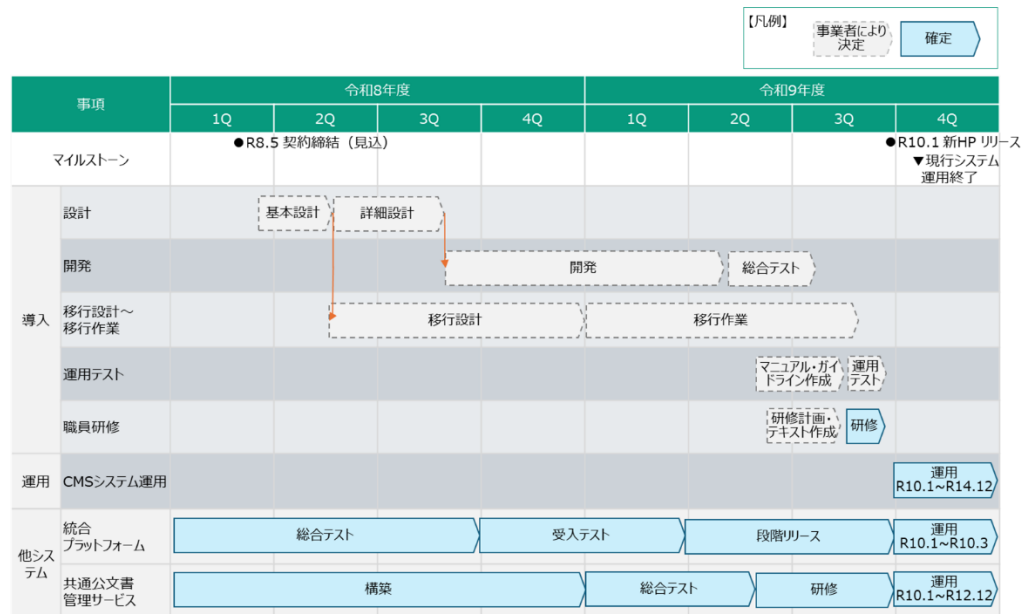 【凡例】
事業者により
決定
確定
事項
令和8年度
令和9年度
1Q
2Q
3Q
4Q
1Q
2Q
3Q
4Q
マイルストーン
●R8.5 契約締結（見込）
●R10.1 新HP リリース
▼現行システム
運用終了
導入
設計
基本設計
詳細設計
開発
開発
総合テスト
移行設計～
移行作業
移行設計
移行作業
運用テスト
マニュアル・ガイ
ドライン作成
運用
テスト
職員研修
研修計画・
テキスト作成
研修
運用
CMSシステム運用
運用
R10.1~R14.12
他シス
テム
統合
プラットフォーム
総合テスト
受入テスト
段階リリース
運用
R10.1~R10.3
共通公文書
管理サービス
構築
総合テスト
研修
運用
R10.1~R12.12